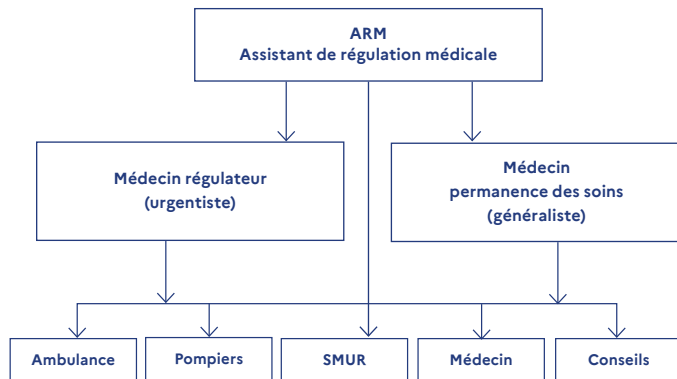 ARM
Assistant de régulation médicale
Médecin régulateur
(urgentiste)
Médecin
permanence des soins
(généraliste)
Ambulance
Pompiers
SMUR
Médecin
Conseils